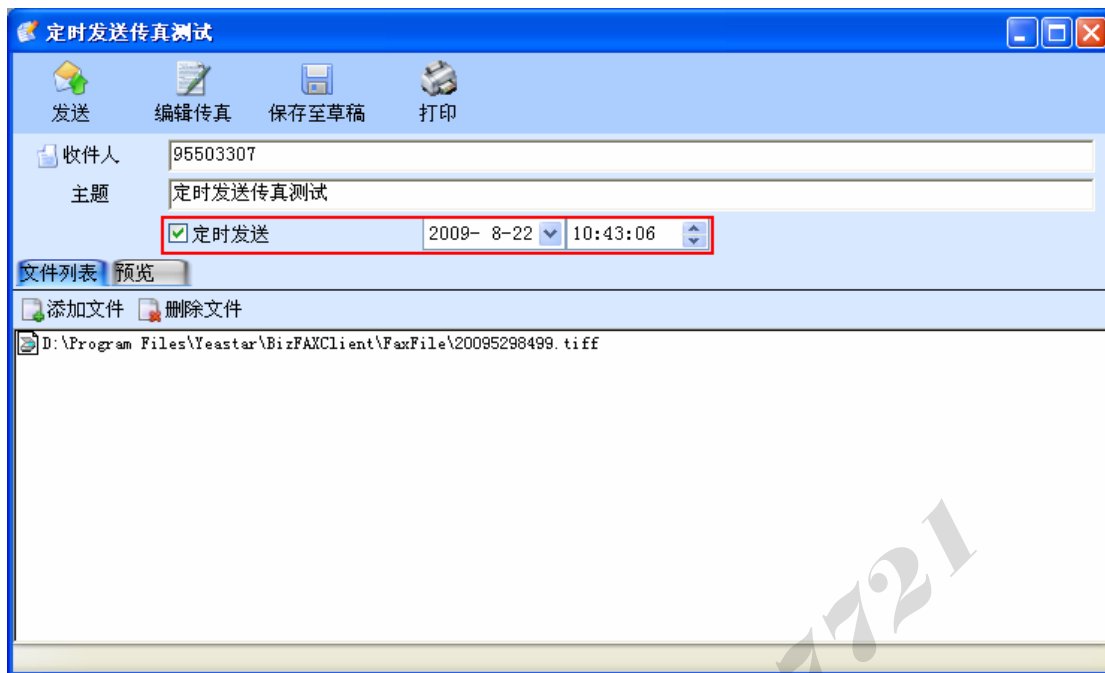 定时发送传真测试
发送 编辑传真 保存至草稿 打印
收件人 95503307
主题 定时发送传真测试
定时发送 2009- 8-22 10:43:06
文件列表 预览
添加文件 删除文件
D:\Program Files\Yeastar\BizFAXClient\FaxFile\20095298499.tiff
7721